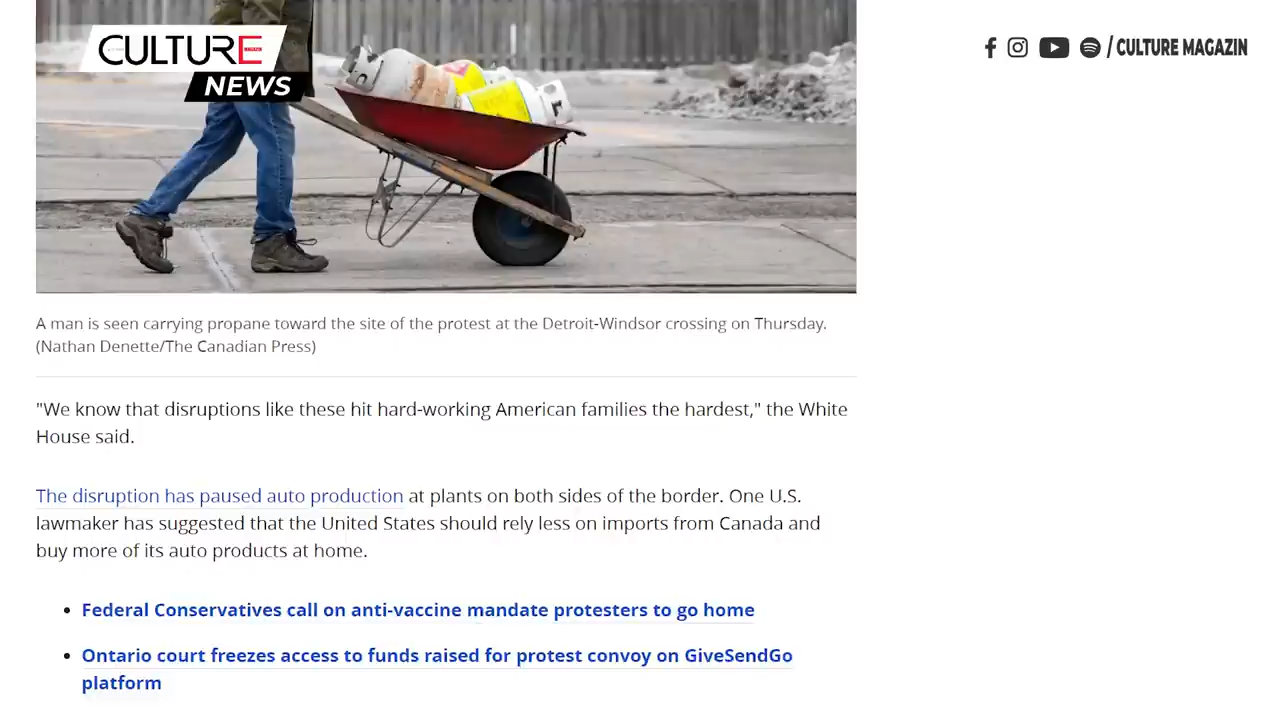 CULTURE
NEWS
/ CULTURE MAGAZIN
A man is seen carrying propane toward the site of the protest at the Detroit-Windsor crossing on Thursday.
(Nathan Denette/The Canadian Press)
"We know that disruptions like these hit hard-working American families the hardest," the White
House said.
The disruption has paused auto production at plants on both sides of the border. One U.S.
lawmaker has suggested that the United States should rely less on imports from Canada and
buy more of its auto products at home.
• Federal Conservatives call on anti-vaccine mandate protesters to go home
• Ontario court freezes access to funds raised for protest convoy on GiveSendGo
platform